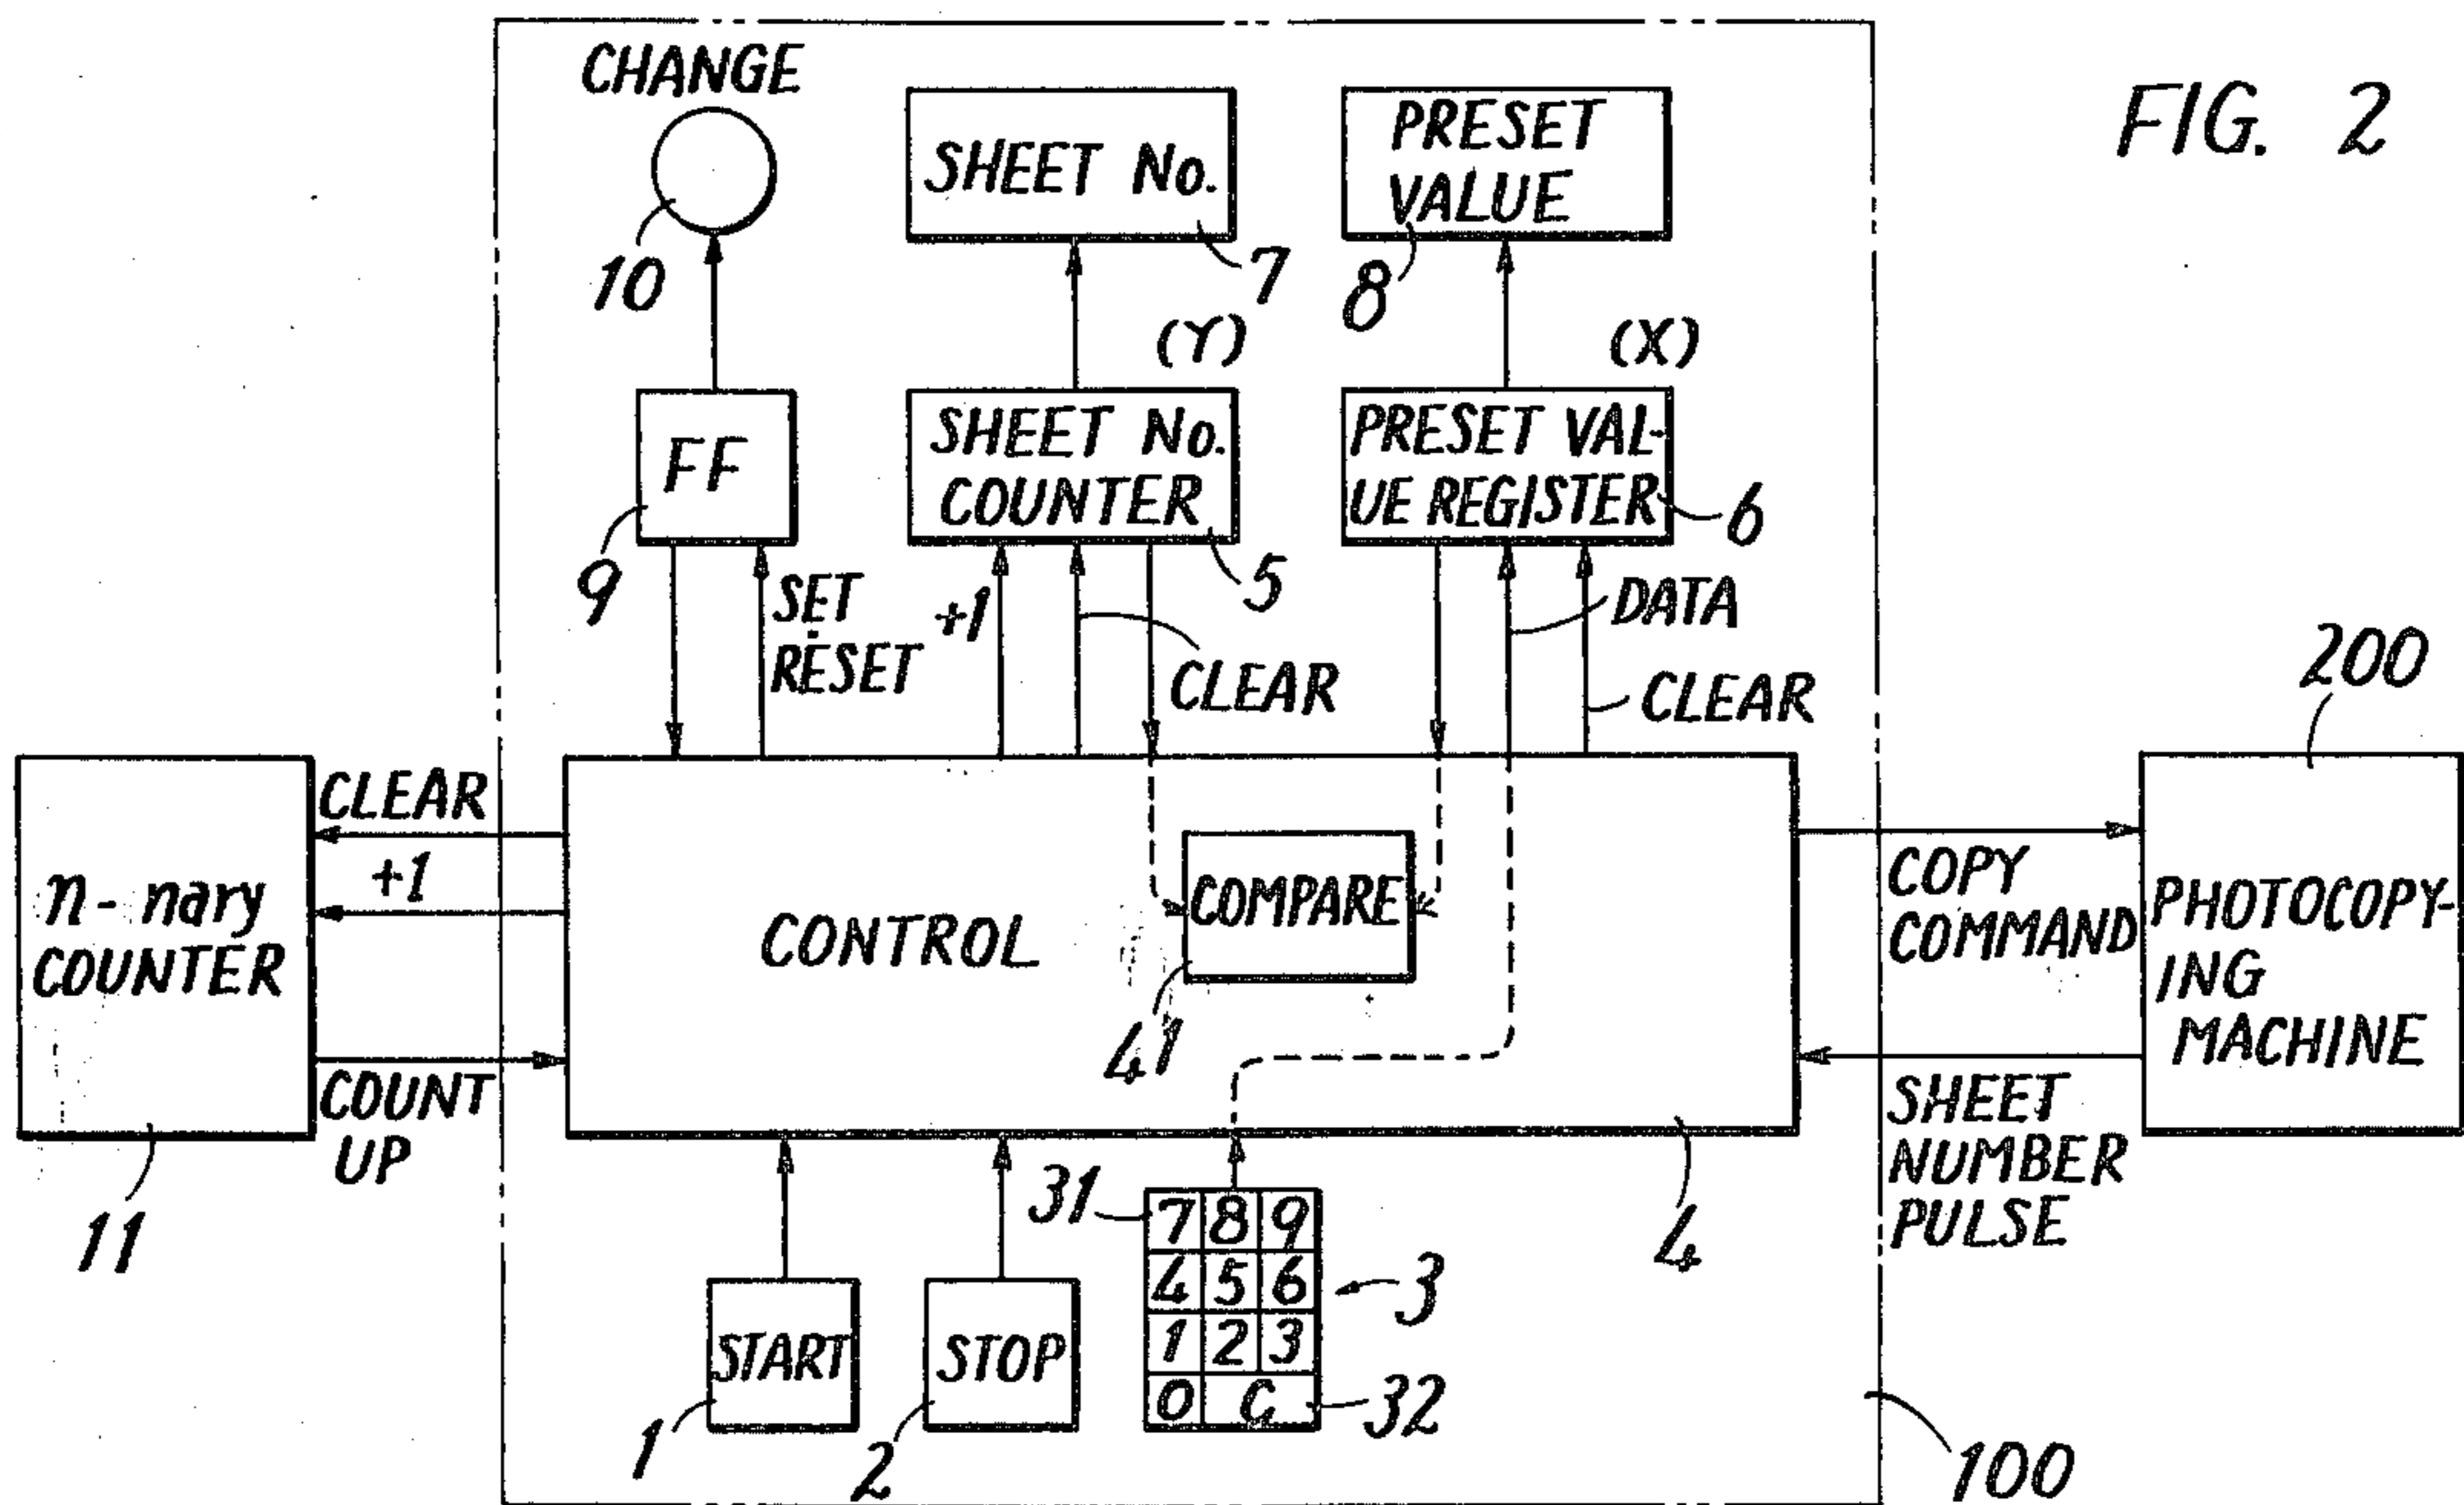 FIG. 2
CHANGE
10
SHEET No.
7
PRESET
VALUE
8
(Y)
(X)
FF
9
SHEET No.
COUNTER
5
PRESET VAL-
UE REGISTER
6
SET
RESET
+1
CLEAR
DATA
CLEAR
200
n-nary
COUNTER
11
CLEAR
+1
COUNT
UP
CONTROL
COMPARE
41
4
COPY
COMMAND
SHEET
NUMBER
PULSE
PHOTOCOPY-
ING
MACHINE
START
1
STOP
2
31
7 8 9
4 5 6
1 2 3
0 C
3
32
100